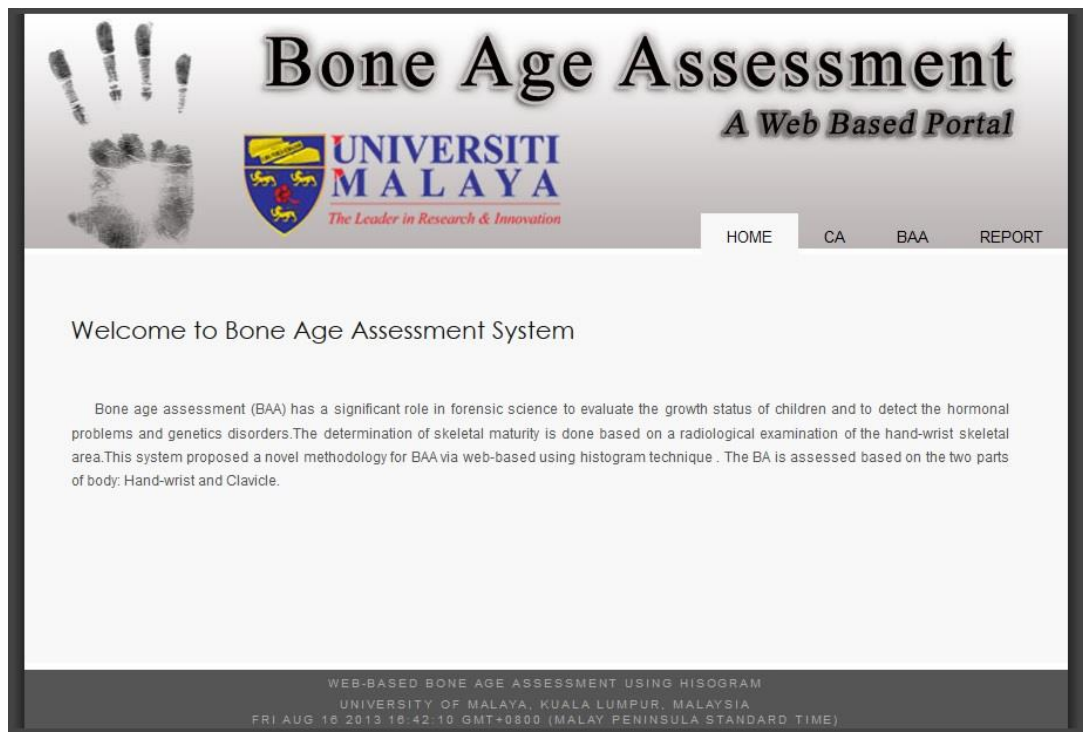 Bone Age Assessment
A Web Based Portal
UNIVERSITI
MALAYA
The Leader in Research & Innovation
HOME CA BAA REPORT
Welcome to Bone Age Assessment System
Bone age assessment (BAA) has a significant role in forensic science to evaluate the growth status of children and to detect the hormonal
problems and genetics disorders.The determination of skeletal maturity is done based on a radiological examination of the hand-wrist skeletal
area.This system proposed a novel methodology for BAA via web-based using histogram technique . The BA is assessed based on the two parts
of body: Hand-wrist and Clavicle.
WEB-BASED BONE AGE ASSESSMENT USING HISOGRAM
UNIVERSITY OF MALAYA, KUALA LUMPUR, MALAYSIA
FRI AUG 16 2013 16:42:10 GMT+0800 (MALAY PENINSULA STANDARD TIME)